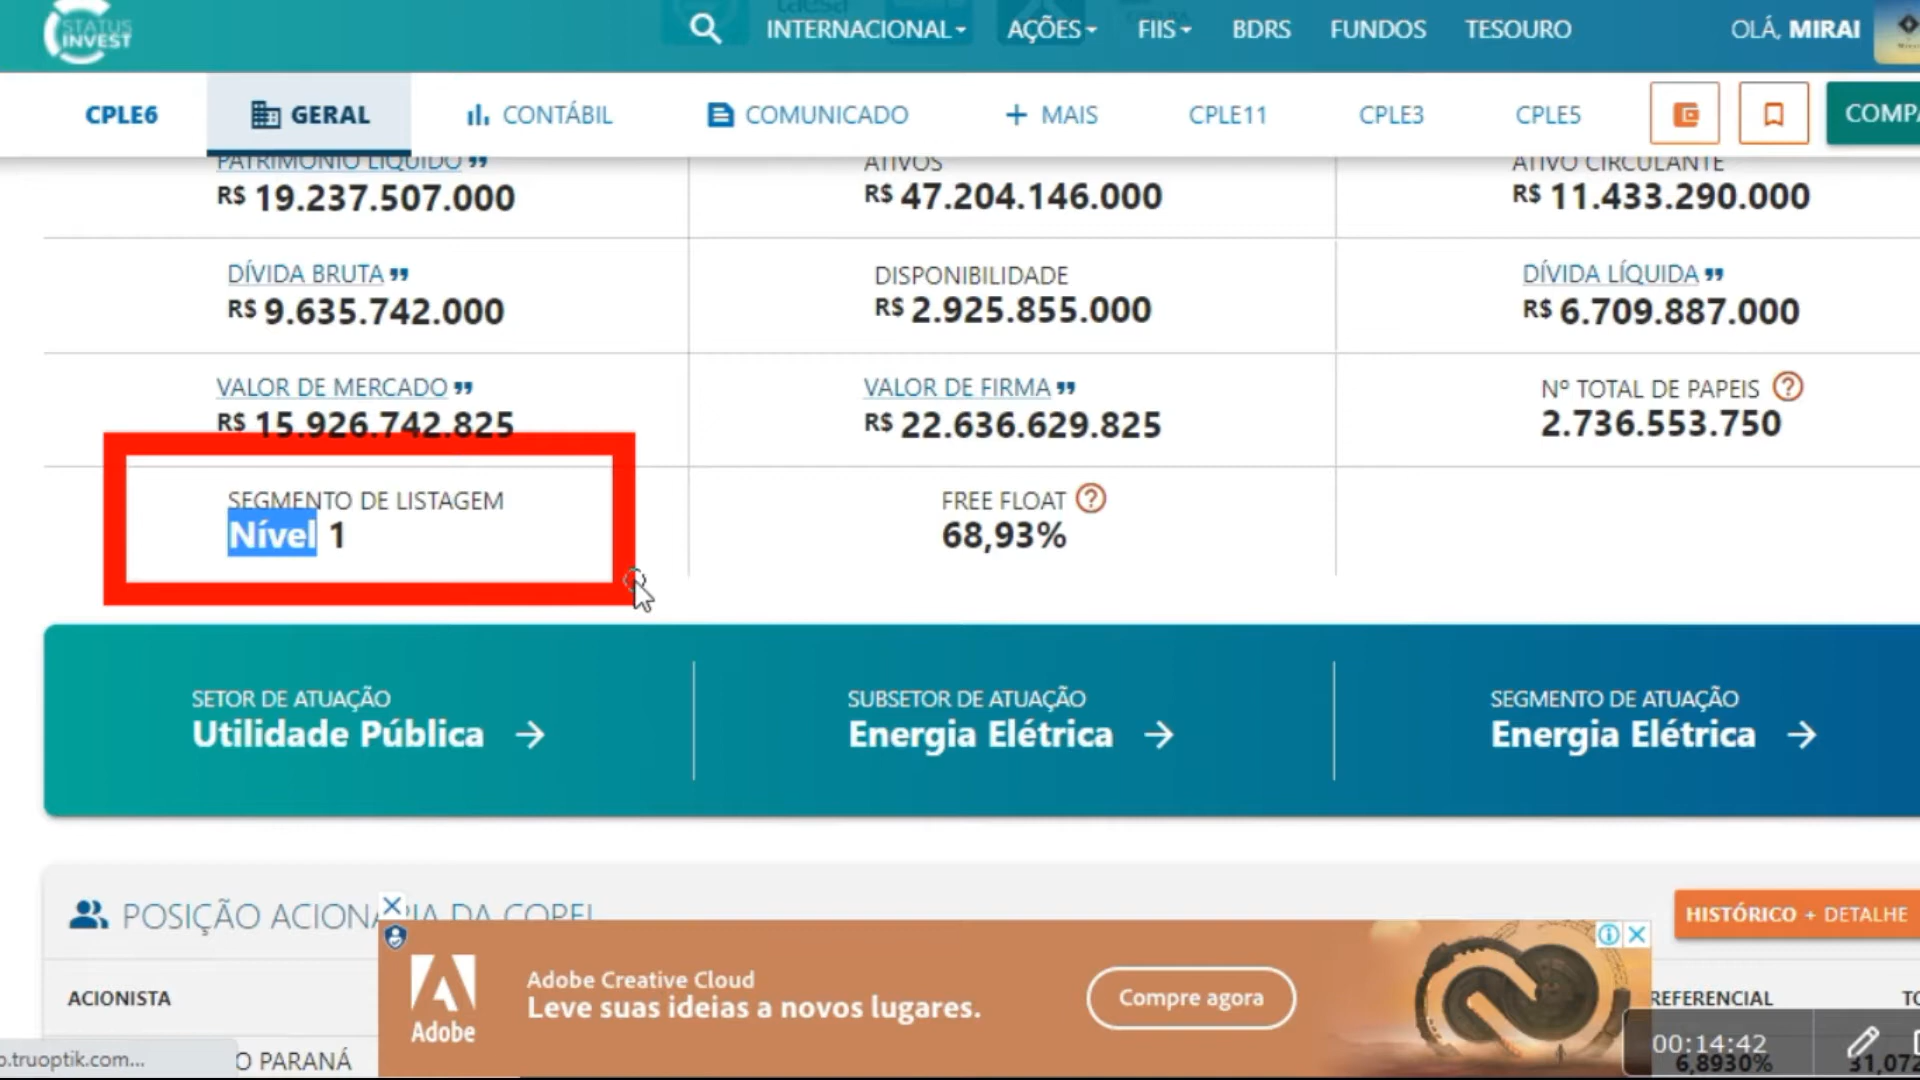 STATUS INVEST
INTERNACIONAL AÇÕES FIIS BDRS FUNDOS TESOURO OLÁ, MIRAI
CPLE6 GERAL CONTÁBIL COMUNICADO + MAIS CPLE11 CPLE3 CPLE5
PATRIMÔNIO LÍQUIDO ATIVOS ATIVO CIRCULANTE
R$ 19.237.507.000 R$ 47.204.146.000 R$ 11.433.290.000
DÍVIDA BRUTA DISPONIBILIDADE DÍVIDA LÍQUIDA
R$ 9.635.742.000 R$ 2.925.855.000 R$ 6.709.887.000
VALOR DE MERCADO VALOR DE FIRMA Nº TOTAL DE PAPEIS
R$ 15.926.742.825 R$ 22.636.629.825 2.736.553.750
SEGMENTO DE LISTAGEM FREE FLOAT
Nível 1 68,93%
SETOR DE ATUAÇÃO SUBSETOR DE ATUAÇÃO SEGMENTO DE ATUAÇÃO
Utilidade Pública → Energia Elétrica → Energia Elétrica →
POSIÇÃO ACIONÁRIA DA COPEL HISTÓRICO + DETALHE
Adobe Creative Cloud
Leve suas ideias a novos lugares.
Compre agora
Adobe
ACIONISTA REFERENCIAL
00:14:42
o.truoptik.com... O PARANÁ 6,8930% 31,072